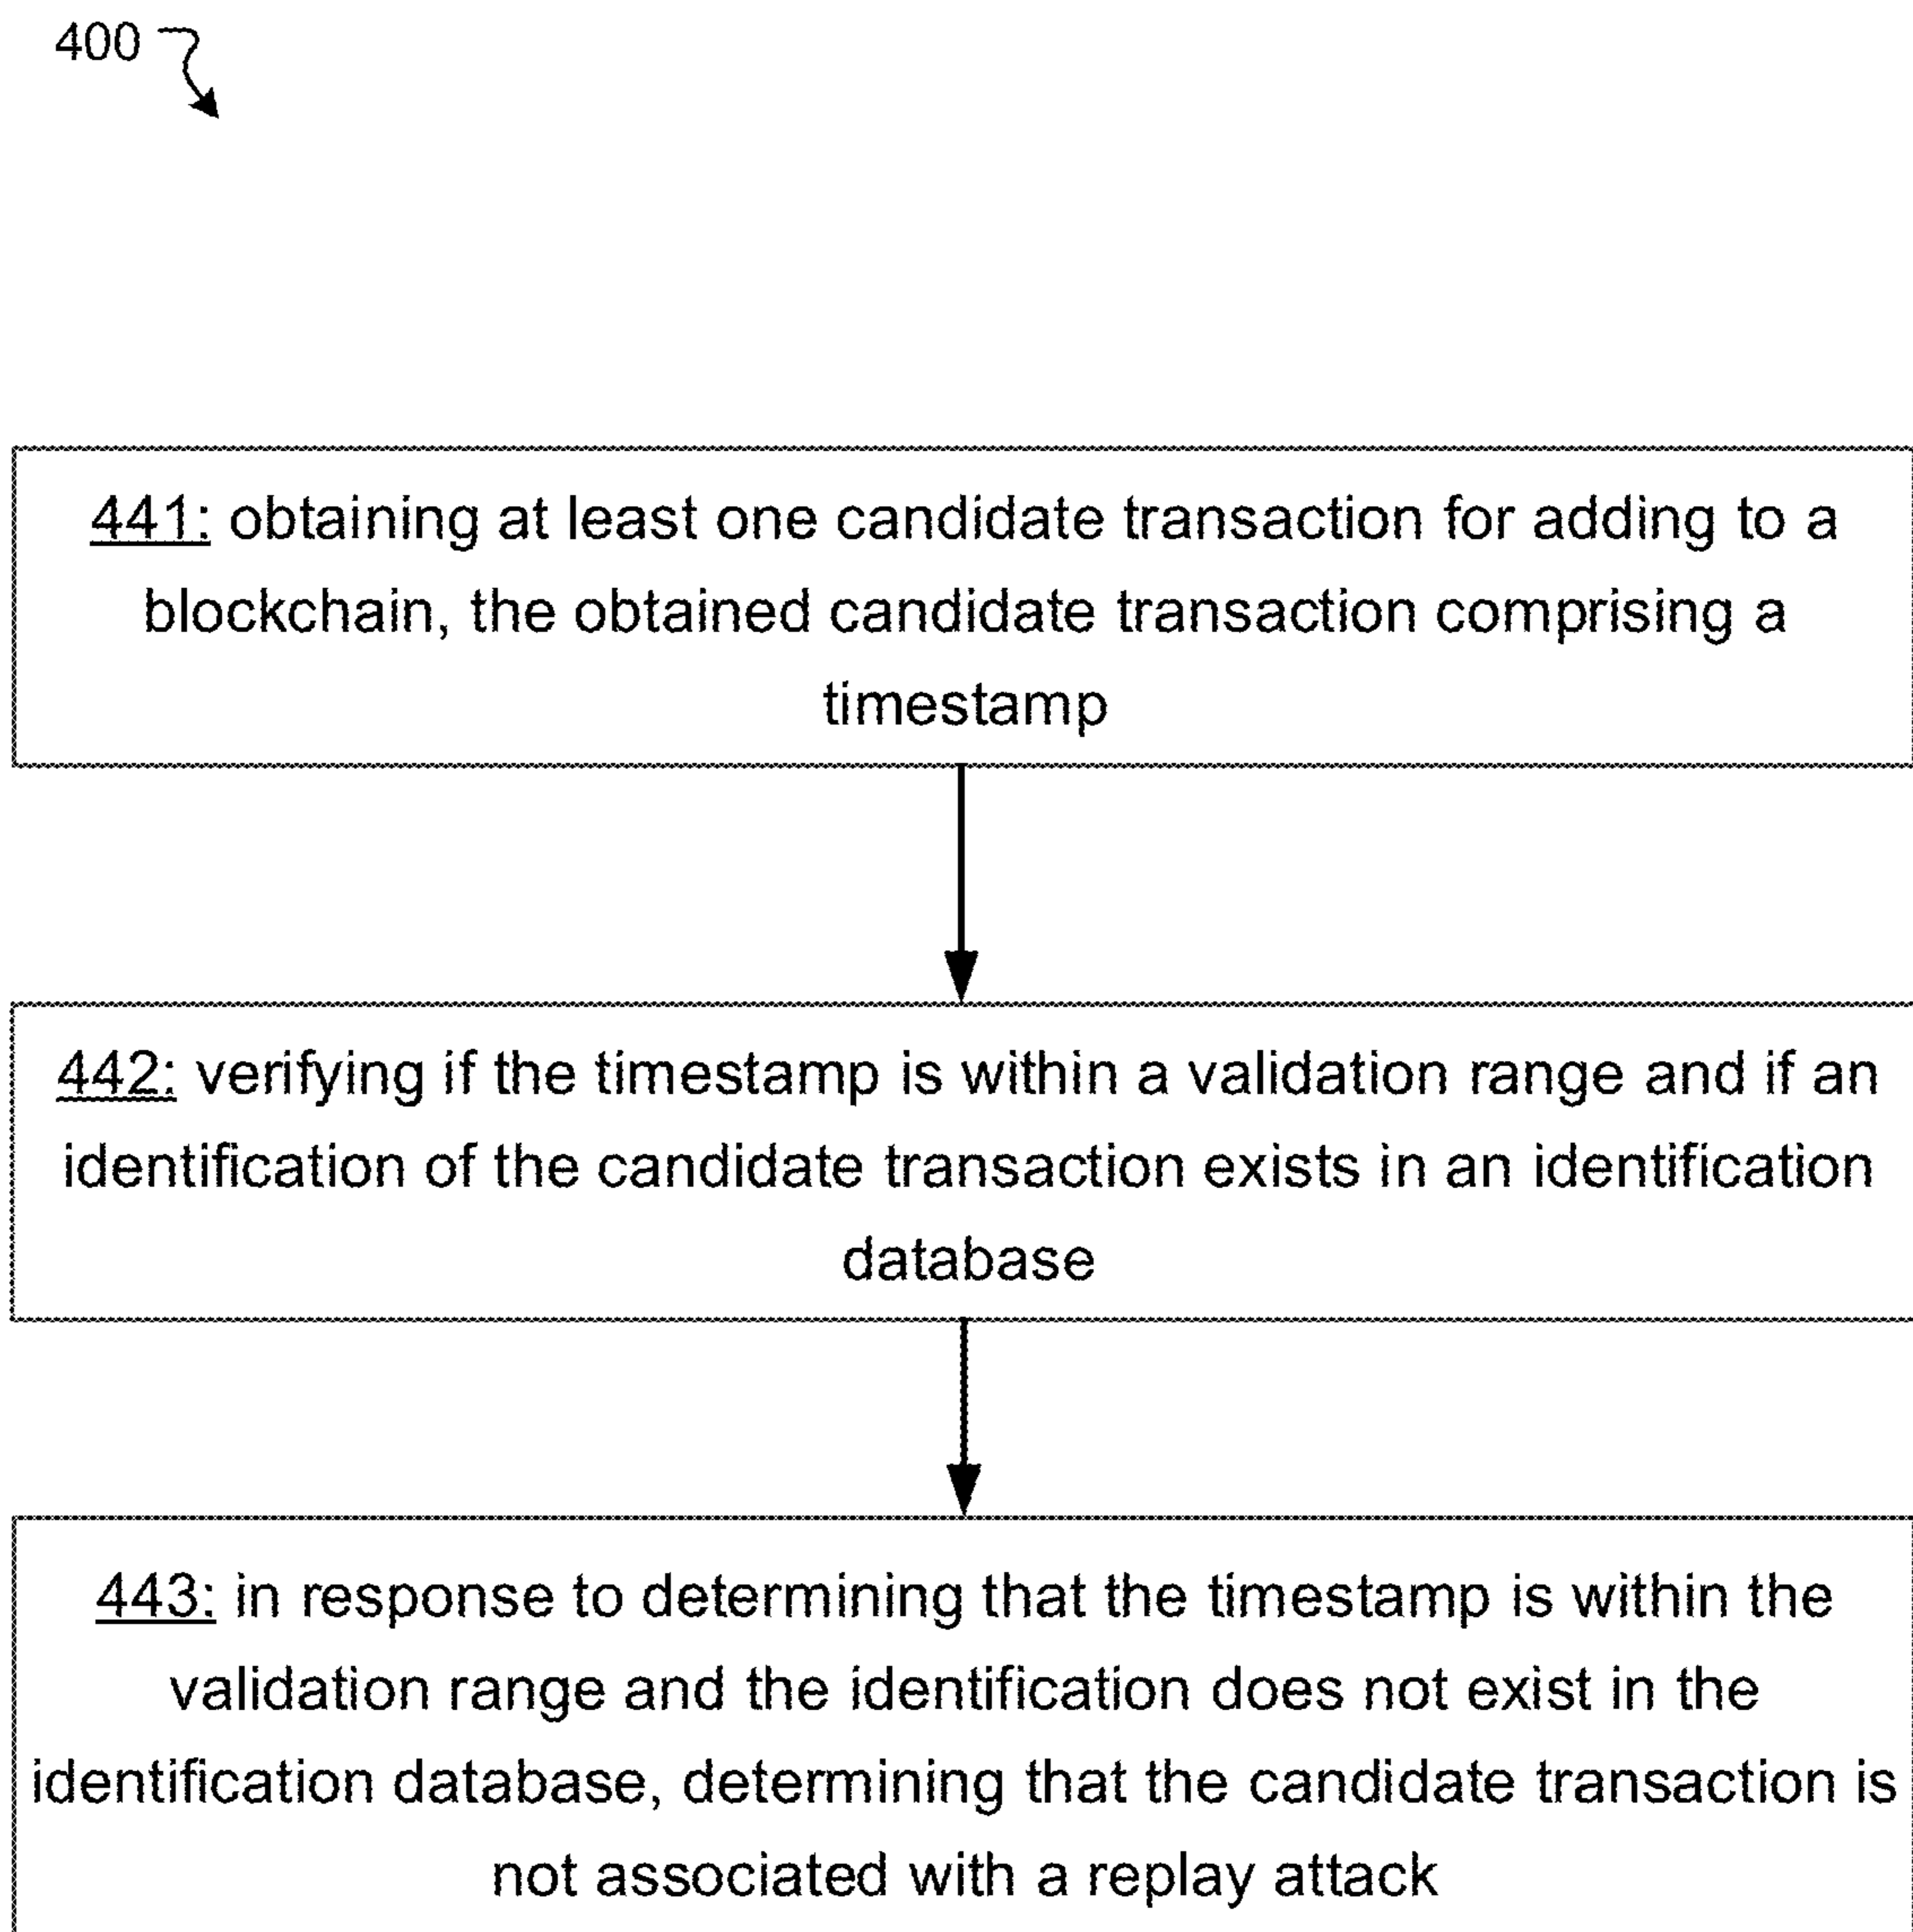 400
441: obtaining at least one candidate transaction for adding to a
blockchain, the obtained candidate transaction comprising a
timestamp
442: verifying if the timestamp is within a validation range and if an
identification of the candidate transaction exists in an identification
database
443: in response to determining that the timestamp is within the
validation range and the identification does not exist in the
identification database, determining that the candidate transaction is
not associated with a replay attack